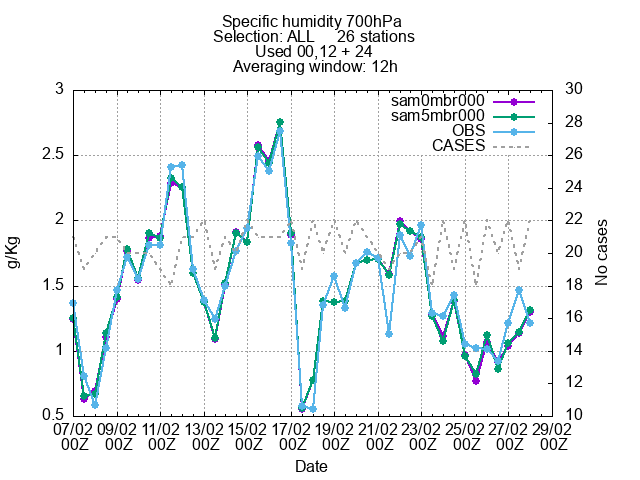 Specific humidity 700hPa
Selection: ALL 26 stations
Used 00,12 + 24
Averaging window: 12h
sam0mbr000
sam5mbr000
OBS
CASES
3
2.5
2
1.5
1
0.5
30
28
26
24
22
20
18
16
14
12
10
g/Kg
No cases
07/02 09/02 11/02 13/02 15/02 17/02 19/02 21/02 23/02 25/02 27/02 29/02
00Z 00Z 00Z 00Z 00Z 00Z 00Z 00Z 00Z 00Z 00Z 00Z
Date